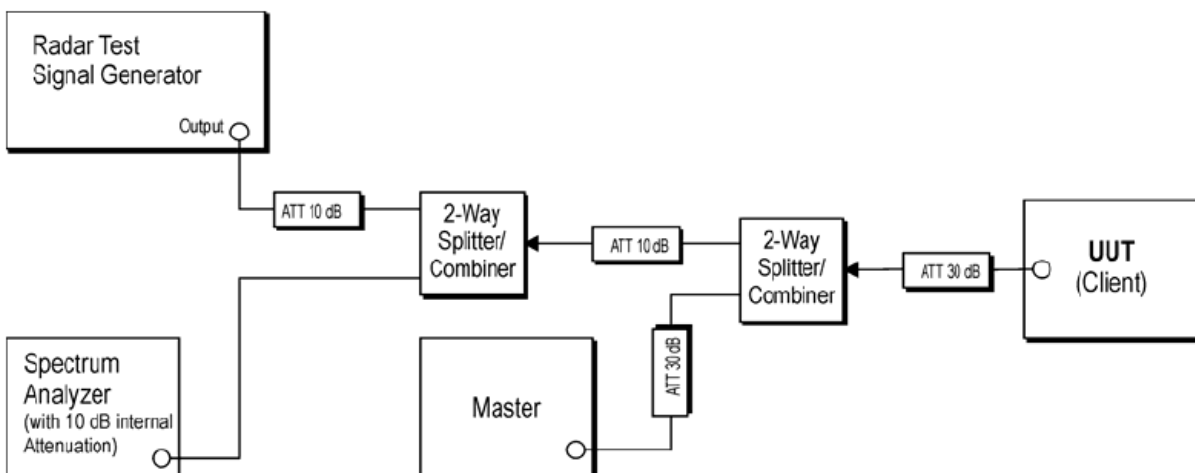 Radar Test
Signal Generator
Output
ATT 10 dB
2-Way
Splitter/
Combiner
ATT 10 dB
2-Way
Splitter/
Combiner
ATT 30 dB
UUT
(Client)
Spectrum
Analyzer
(with 10 dB internal
Attenuation)
Master
ATT 30 dB